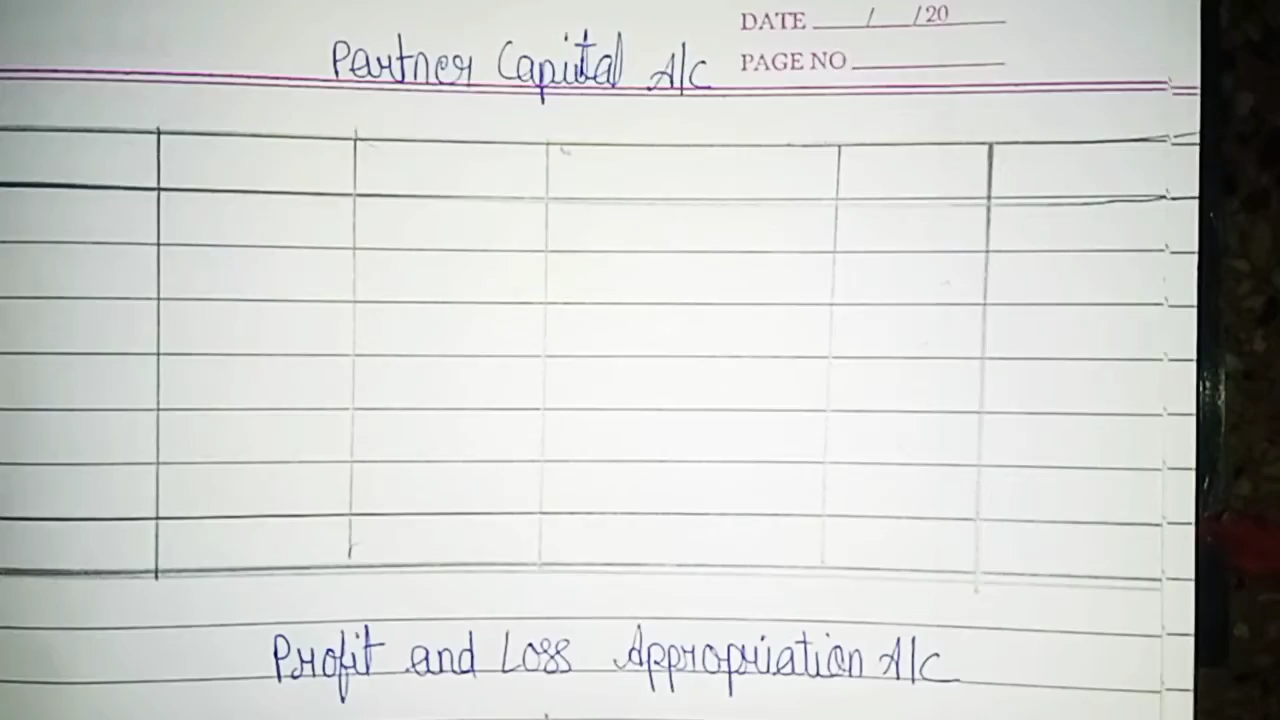 DATE / /20
Partner Capital A/C
PAGE NO
Profit and Loss Appropriation A/C